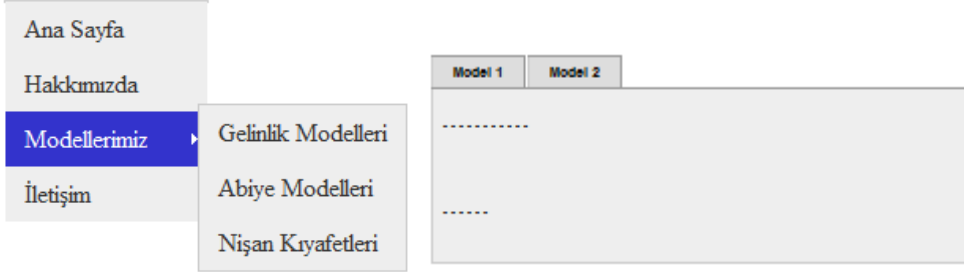 Ana Sayfa
Hakkımızda
Modellerimiz
İletişim
Gelinlik Modelleri
Abiye Modelleri
Nişan Kıyafetleri
Model 1
Model 2
-----------
------